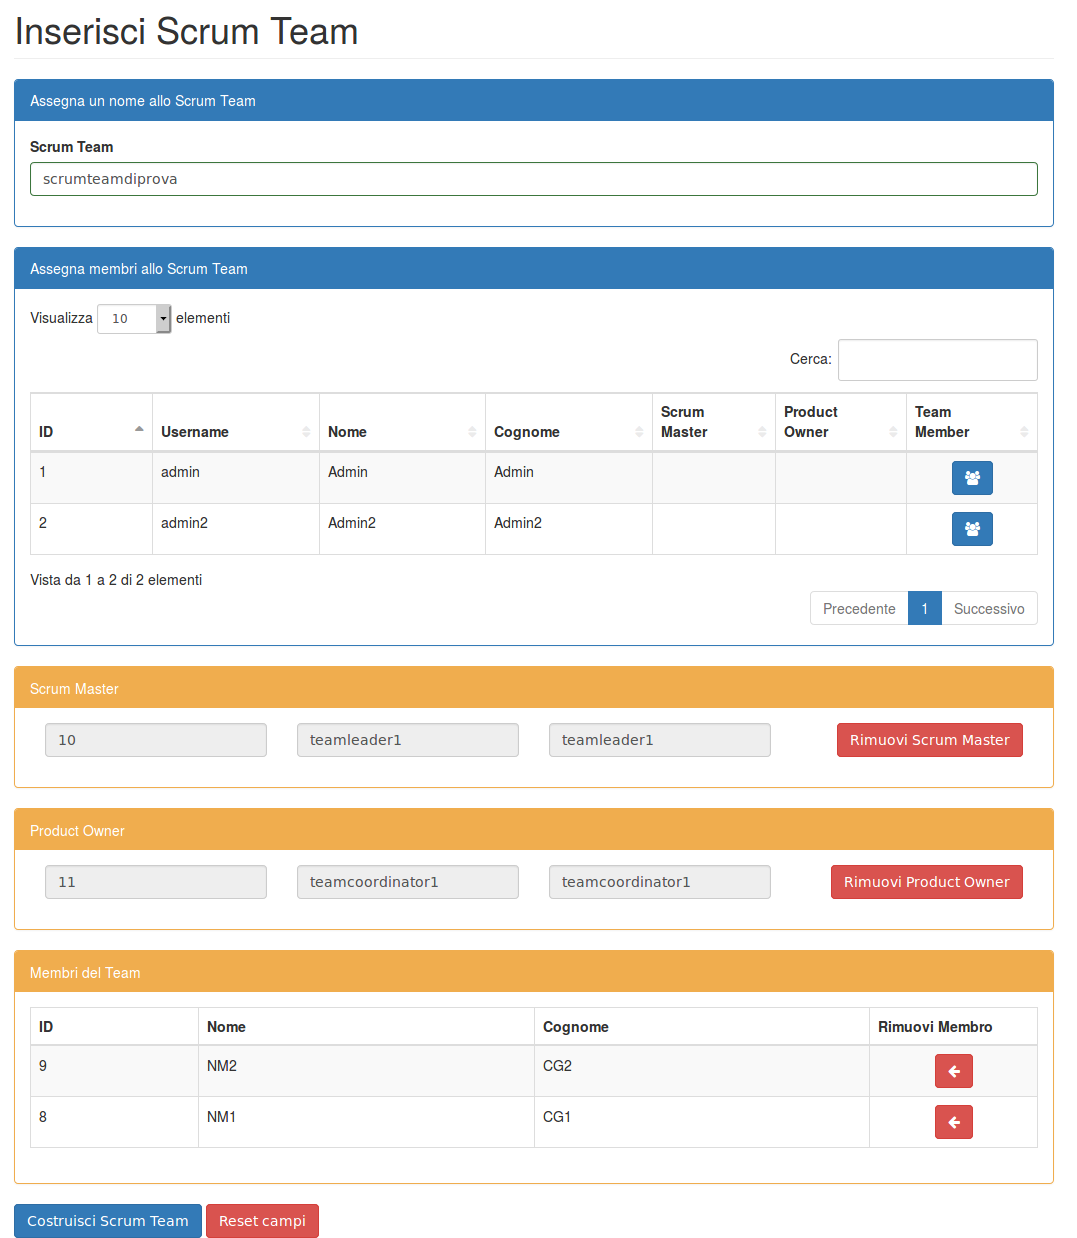 Inserisci Scrum Team
Assegna un nome allo Scrum Team
Scrum Team
scrumteamdiprova
Assegna membri allo Scrum Team
Visualizza 10 elementi
Cerca:
ID Username Nome Cognome Scrum Master Product Owner Team Member
1 admin Admin Admin
2 admin2 Admin2 Admin2
Vista da 1 a 2 di 2 elementi
Precedente 1 Successivo
Scrum Master
10 teamleader1 teamleader1 Rimuovi Scrum Master
Product Owner
11 teamcoordinator1 teamcoordinator1 Rimuovi Product Owner
Membri del Team
ID Nome Cognome Rimuovi Membro
9 NM2 CG2
8 NM1 CG1
Costruisci Scrum Team Reset campi